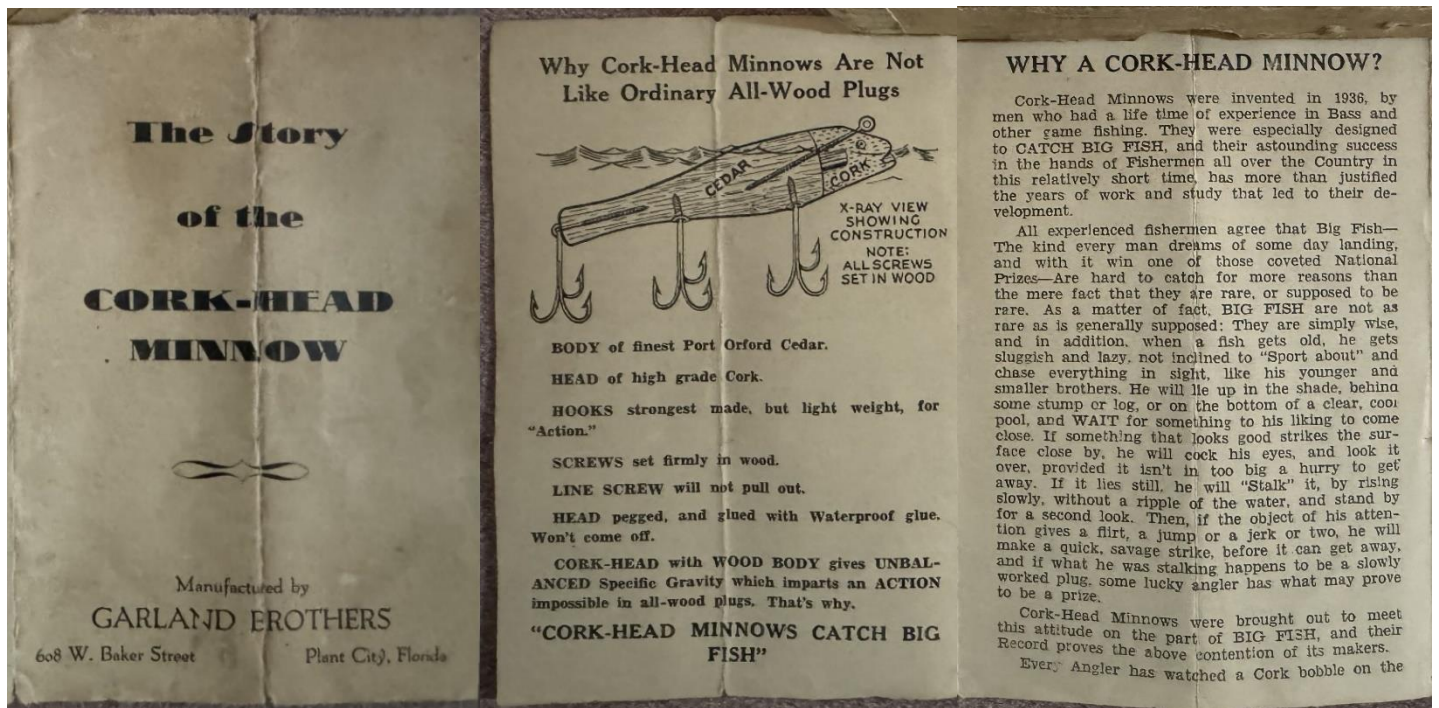 The Story
of the
CORK-HEAD
MINNOW
Manufactured by
GARLAND BROTHERS
608 W. Baker Street Plant City, Florida
Why Cork-Head Minnows Are Not
Like Ordinary All-Wood Plugs
CEDAR
CORK
X-RAY VIEW
SHOWING
CONSTRUCTION
NOTE:
ALL SCREWS
SET IN WOOD
BODY of finest Port Orford Cedar.
HEAD of high grade Cork.
HOOKS strongest made, but light weight, for
"Action."
SCREWS set firmly in wood.
LINE SCREW will not pull out.
HEAD pegged, and glued with Waterproof glue.
Won't come off.
CORK-HEAD with WOOD BODY gives UNBAL-
ANCED Specific Gravity which imparts an ACTION
impossible in all-wood plugs. That's why.
"CORK-HEAD MINNOWS CATCH BIG
FISH"
WHY A CORK-HEAD MINNOW?
Cork-Head Minnows were invented in 1936, by
men who had a life time of experience in Bass and
other game fishing. They were especially designed
to CATCH BIG FISH, and their astounding success
in the hands of Fishermen all over the Country in
this relatively short time, has more than justified
the years of work and study that led to their de-
velopment.
All experienced fishermen agree that Big Fish—
The kind every man dreams of some day landing,
and with it win one of those coveted National
Prizes—Are hard to catch for more reasons than
the mere fact that they are rare, or supposed to be
rare. As a matter of fact, BIG FISH are not as
rare as is generally supposed: They are simply wise,
and in addition, when a fish gets old, he gets
sluggish and lazy, not inclined to "Sport about" and
chase everything in sight, like his younger and
smaller brothers. He will lie up in the shade, behind
some stump or log, or on the bottom of a clear, cool
pool, and WAIT for something to his liking to come
close. If something that looks good strikes the sur-
face close by, he will cock his eyes, and look it
over, provided it isn't in too big a hurry to get
away. If it lies still, he will "Stalk" it, by rising
slowly, without a ripple of the water, and stand by
for a second look. Then, if the object of his atten-
tion gives a flirt, a jump or a jerk or two, he will
make a quick, savage strike, before it can get away,
and if what he was stalking happens to be a slowly
worked plug, some lucky angler has what may prove
to be a prize.
Cork-Head Minnows were brought out to meet
this attitude on the part of BIG FISH, and their
Record proves the above contention of its makers.
Every Angler has watched a Cork bobble on the